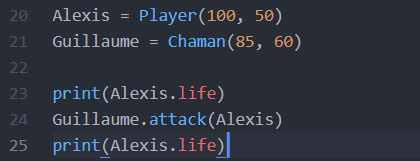 20 Alexis = Player(100, 50)
21 Guillaume = Chaman(85, 60)
22
23 print(Alexis.life)
24 Guillaume.attack(Alexis)
25 print(Alexis.life)